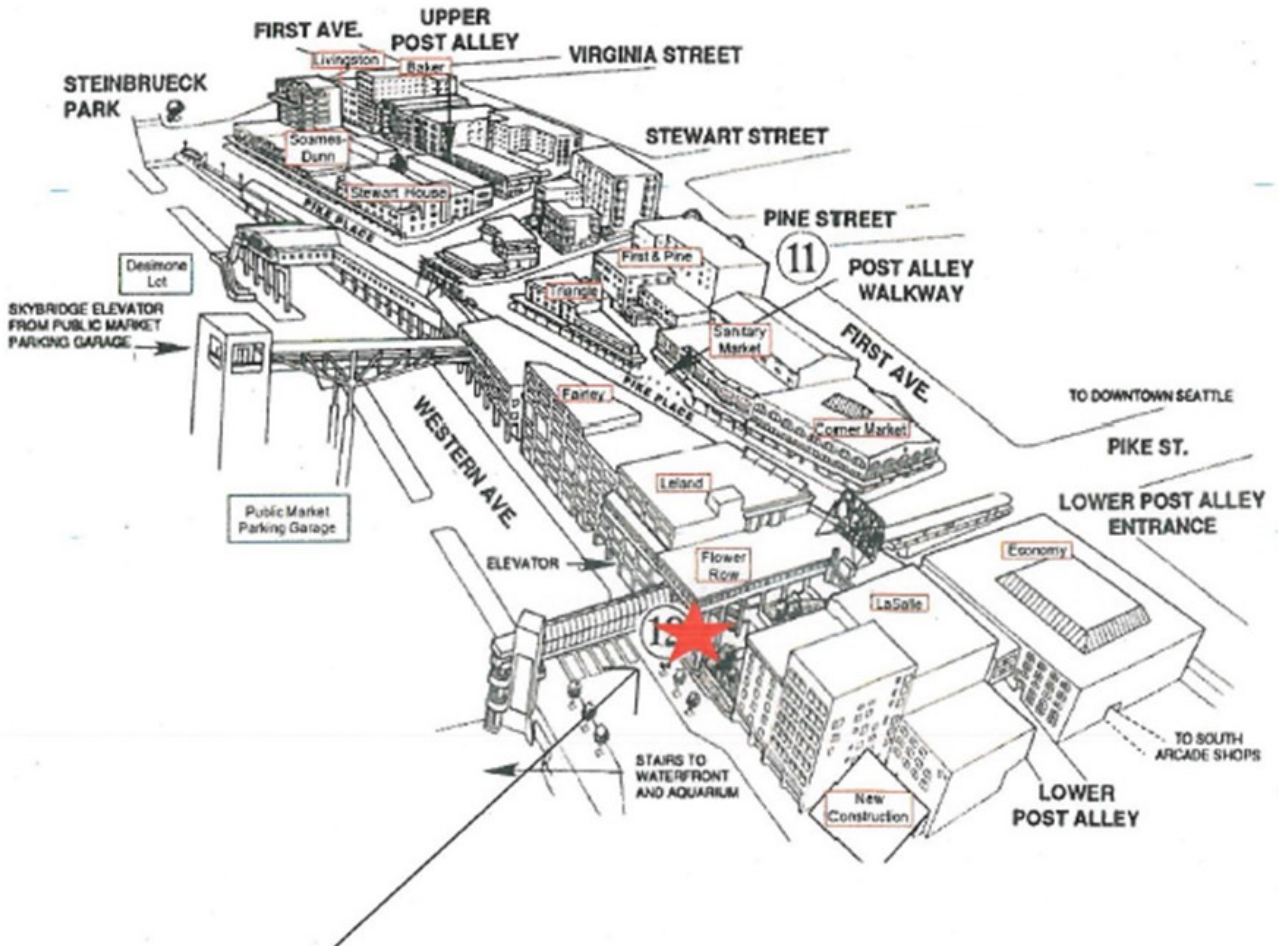 FIRST AVE.
UPPER
POST ALLEY
VIRGINIA STREET
Livingston
Baker
STEINBRUECK
PARK
STEWART STREET
Soames-
Dunn
Stewart House
PIKE PLACE
PINE STREET
11
Desimone
Lot
First & Pine
POST ALLEY
WALKWAY
Triangle
SKYBRIDGE ELEVATOR
FROM PUBLIC MARKET
PARKING GARAGE
Sanitary
Market
FIRST AVE.
Fairley
PIKE PLACE
TO DOWNTOWN SEATTLE
WESTERN AVE.
Corner Market
PIKE ST.
Leland
Public Market
Parking Garage
LOWER POST ALLEY
ENTRANCE
ELEVATOR
Flower
Row
Economy
LaSalle
12
STAIRS TO
WATERFRONT
AND AQUARIUM
TO SOUTH
ARCADE SHOPS
New
Construction
LOWER
POST ALLEY